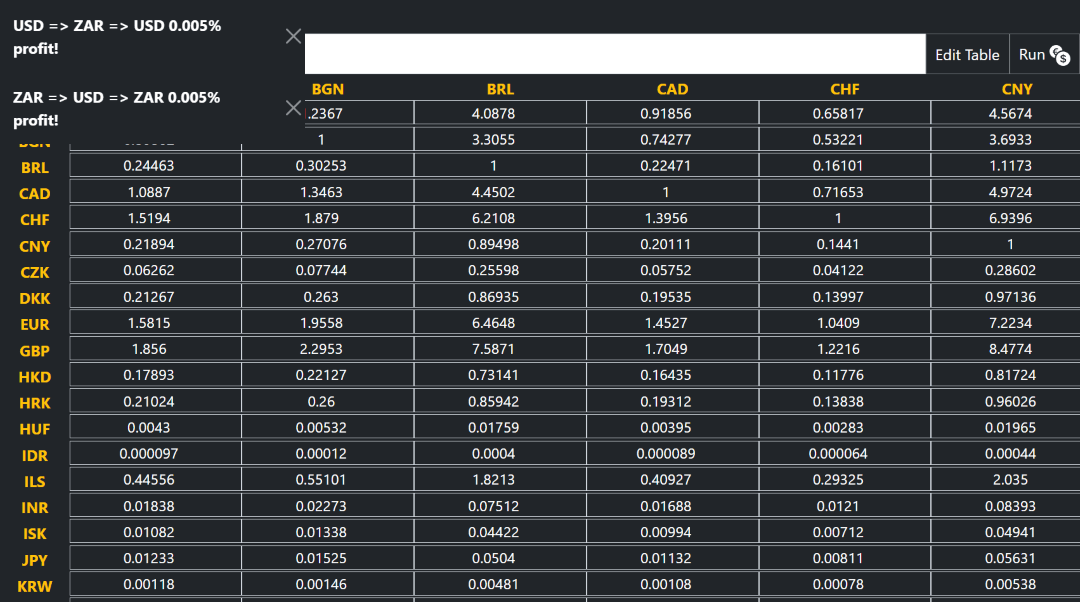 USD => ZAR => USD 0.005%
profit!
Edit Table Run
ZAR => USD => ZAR 0.005%
profit!
BGN BRL CAD CHF CNY
.2367 4.0878 0.91856 0.65817 4.5674
1 3.3055 0.74277 0.53221 3.6933
BRL 0.24463 0.30253 1 0.22471 0.16101 1.1173
CAD 1.0887 1.3463 4.4502 1 0.71653 4.9724
CHF 1.5194 1.879 6.2108 1.3956 1 6.9396
CNY 0.21894 0.27076 0.89498 0.20111 0.1441 1
CZK 0.06262 0.07744 0.25598 0.05752 0.04122 0.28602
DKK 0.21267 0.263 0.86935 0.19535 0.13997 0.97136
EUR 1.5815 1.9558 6.4648 1.4527 1.0409 7.2234
GBP 1.856 2.2953 7.5871 1.7049 1.2216 8.4774
HKD 0.17893 0.22127 0.73141 0.16435 0.11776 0.81724
HRK 0.21024 0.26 0.85942 0.19312 0.13838 0.96026
HUF 0.0043 0.00532 0.01759 0.00395 0.00283 0.01965
IDR 0.000097 0.00012 0.0004 0.000089 0.000064 0.00044
ILS 0.44556 0.55101 1.8213 0.40927 0.29325 2.035
INR 0.01838 0.02273 0.07512 0.01688 0.0121 0.08393
ISK 0.01082 0.01338 0.04422 0.00994 0.00712 0.04941
JPY 0.01233 0.01525 0.0504 0.01132 0.00811 0.05631
KRW 0.00118 0.00146 0.00481 0.00108 0.00078 0.00538